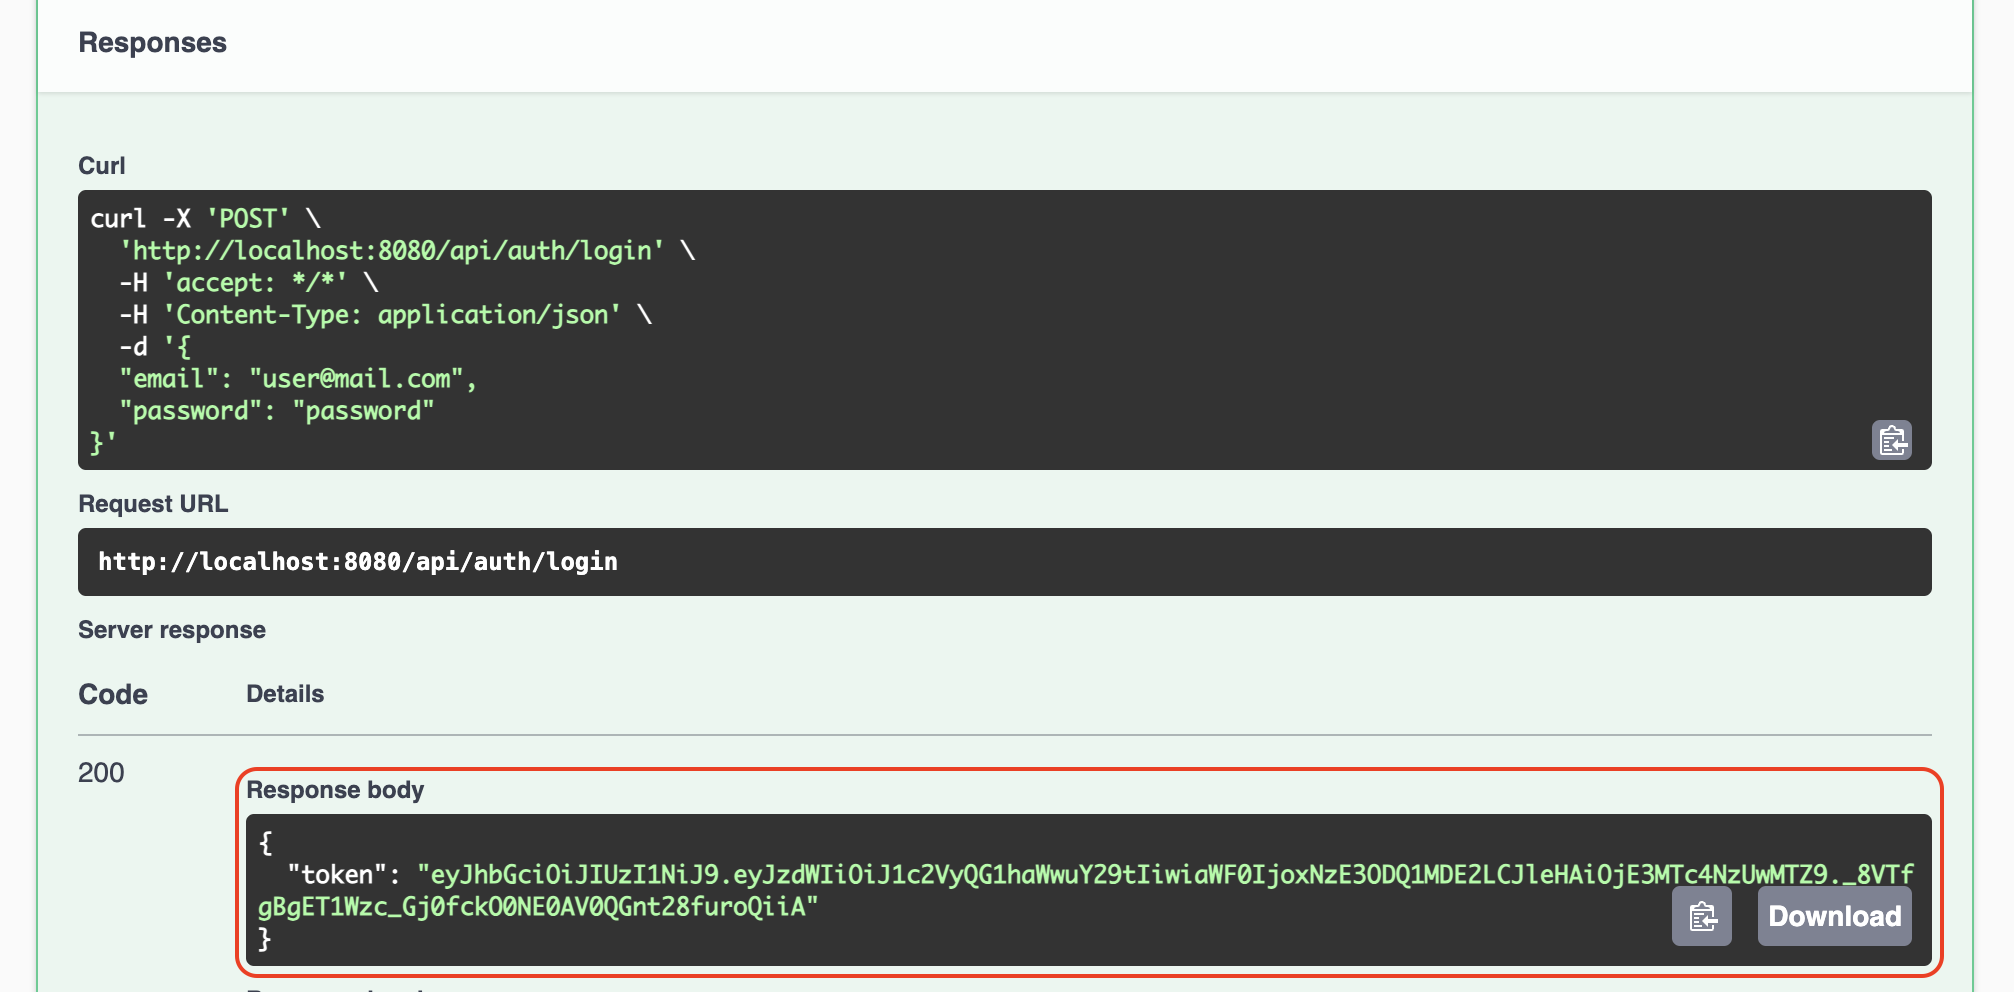 Responses
Curl
curl -X 'POST' \
'http://localhost:8080/api/auth/login' \
-H 'accept: */*' \
-H 'Content-Type: application/json' \
-d '{
"email": "user@mail.com",
"password": "password"
}'
Request URL
http://localhost:8080/api/auth/login
Server response
Code Details
200
Response body
{
"token": "eyJhbGciOiJIUzI1NiJ9.eyJzdWIiOiJ1c2VyQG1haWwuY29tIiwiaWF0IjoxNzE3ODQ1MDE2LCJleHAiOjE3MTc4NzUwMTZ9._8VTf
gBgET1Wzc_Gj0fckO0NE0AV0QGnt28furoQiiA"
}
Download